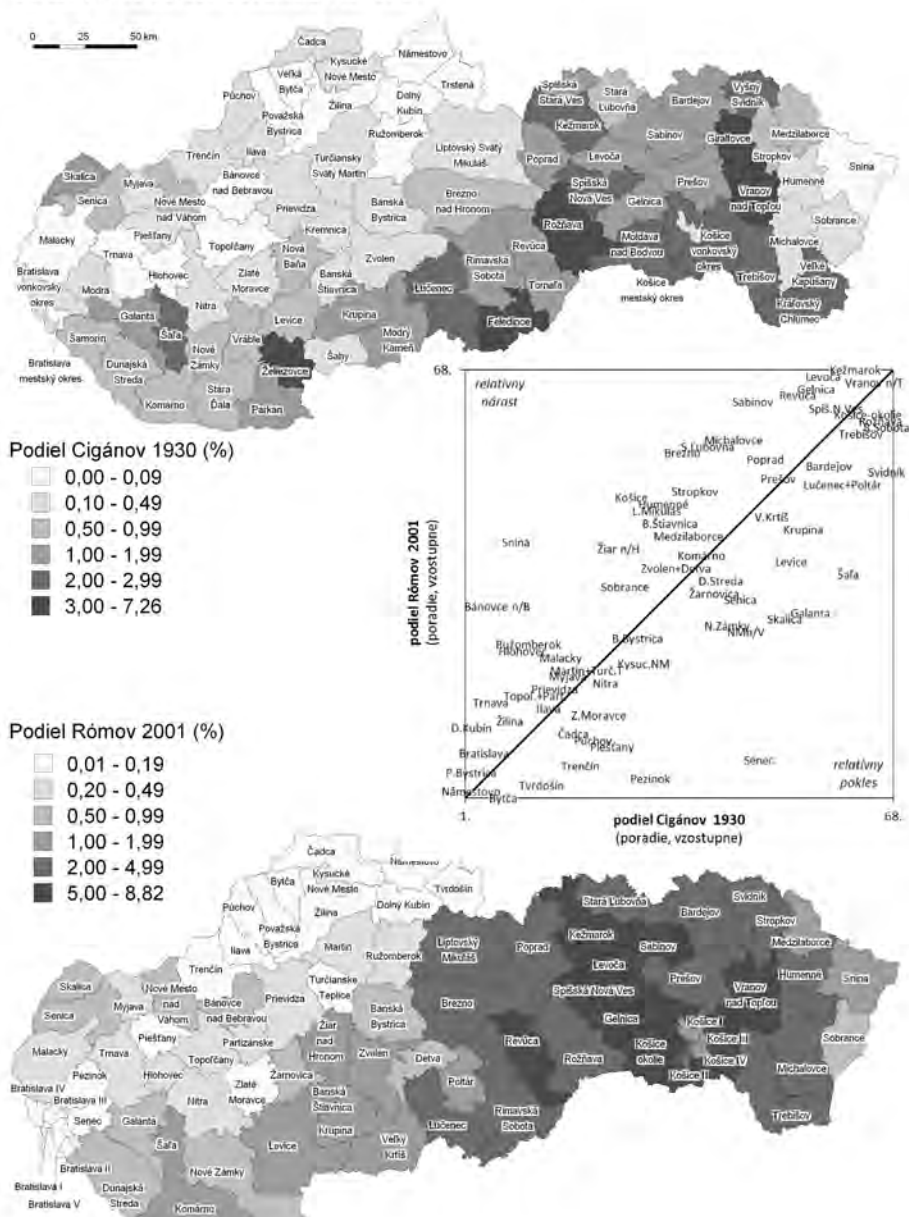 0 25 50 km
Čadca
Námestovo
Kysucké
Nové Mesto
Veľká
Bytča
Trstená
Púchov
Žilina
Dolný
Kubín
Považská
Bystrica
Ružomberok
Trenčín
Ilava
Turčiansky
Svätý Martin
Liptovský Svätý
Mikuláš
Spišská
Stará Ves
Stará
Ľubovňa
Bardejov
Vyšný
Svidník
Kežmarok
Sabinov
Giraltovce
Medzilaborce
Poprad
Levoča
Stropkov
Snina
Skalica
Myjava
Senica
Nové Mesto
nad Váhom
Bánovce
nad Bebravou
Prievidza
Banská
Bystrica
Brezno
nad Hronom
Spišská
Nová Ves
Gelnica
Prešov
Vranov
nad Topľou
Humenné
Malacky
Piešťany
Topoľčany
Kremnica
Rožňava
Sobrance
Trnava
Hlohovec
Zlaté
Moravce
Nová
Baňa
Zvolen
Revúca
Moldava
nad Bodvou
Košice
vonkovský
okres
Michalovce
Bratislava
vonkovský
okres
Modra
Nitra
Banská
Štiavnica
Rimavská
Sobota
Trebišov
Veľké
Kapúšany
Galanta
Levice
Lučenec
Tornaľa
Košice
mestský okres
Kráľovský
Chlumec
Šaľa
Krupina
Šamorín
Nové
Zámky
Vráble
Modrý
Kameň
Feledince
Bratislava
mestský okres
Dunajská
Streda
Želiezovce
Šahy
Stará
Ďala
Komárno
Parkan
Podiel Cigánov 1930 (%)
0,00 - 0,09
0,10 - 0,49
0,50 - 0,99
1,00 - 1,99
2,00 - 2,99
3,00 - 7,26
68.
relatívny
nárast
Kežmarok
Levoča
Vranov n/T
Gelnica
Revúca
Sabinov
Spiš.N.Ves
Košice-okolie
Rožňava
R.Sobota
Trebišov
Michalovce
S.Ľubovňa
Brezno
Poprad
Bardejov
Svidník
Prešov
Lučenec+Poltár
Stropkov
Košice
Humenné
L.Mikuláš
V.Krtíš
B.Štiavnica
Krupina
Medzilaborce
Snina
Žiar n/H
Komárno
Levice
Zvolen+Detva
Šaľa
D.Streda
Sobrance
Žarnovica
Senica
Bánovce n/B
Galanta
Skalica
N.Zámky
NMn/V
B.Bystrica
Ružomberok
Hlohovec
Malacky
Kysuc.NM
Martin+Turč.T
Myjava
Nitra
Prievidza
Topoľ.+Part.
Trnava
Ilava
Z.Moravce
Žilina
D.Kubín
Čadca
Púchov
Piešťany
Bratislava
Senec
Trenčín
P.Bystrica
Pezinok
Tvrdošín
Námestovo
Bytča
relatívny
pokles
podiel Rómov 2001
(poradie, vzostupne)
1.
68.
podiel Cigánov 1930
(poradie, vzostupne)
Podiel Rómov 2001 (%)
0,01 - 0,19
0,20 - 0,49
0,50 - 0,99
1,00 - 1,99
2,00 - 4,99
5,00 - 8,82
Čadca
Námestovo
Kysucké
Nové Mesto
Bytča
Tvrdošín
Púchov
Žilina
Dolný Kubín
Považská
Bystrica
Ilava
Martin
Ružomberok
Trenčín
Liptovský
Mikuláš
Poprad
Kežmarok
Stará Ľubovňa
Bardejov
Svidník
Stropkov
Sabinov
Medzilaborce
Levoča
Prešov
Humenné
Snina
Skalica
Senica
Myjava
Nové Mesto
nad
Váhom
Bánovce
nad Bebravou
Prievidza
Turčianske
Teplice
Banská
Bystrica
Brezno
Spišská Nová Ves
Gelnica
Vranov
nad Topľou
Piešťany
Partizánske
Žiar
nad
Hronom
Malacky
Trnava
Topoľčany
Zvolen
Detva
Revúca
Rožňava
Košice
okolie
Košice I
Košice III
Košice IV
Košice II
Sobrance
Michalovce
Pezinok
Hlohovec
Žarnovica
Poltár
Bratislava IV
Bratislava III
Nitra
Zlaté
Moravce
Banská
Štiavnica
Senec
Galanta
Krupina
Lučenec
Rimavská
Sobota
Trebišov
Šaľa
Levice
Veľký
Krtíš
Bratislava II
Nové Zámky
Bratislava I
Dunajská
Streda
Bratislava V
Komárno